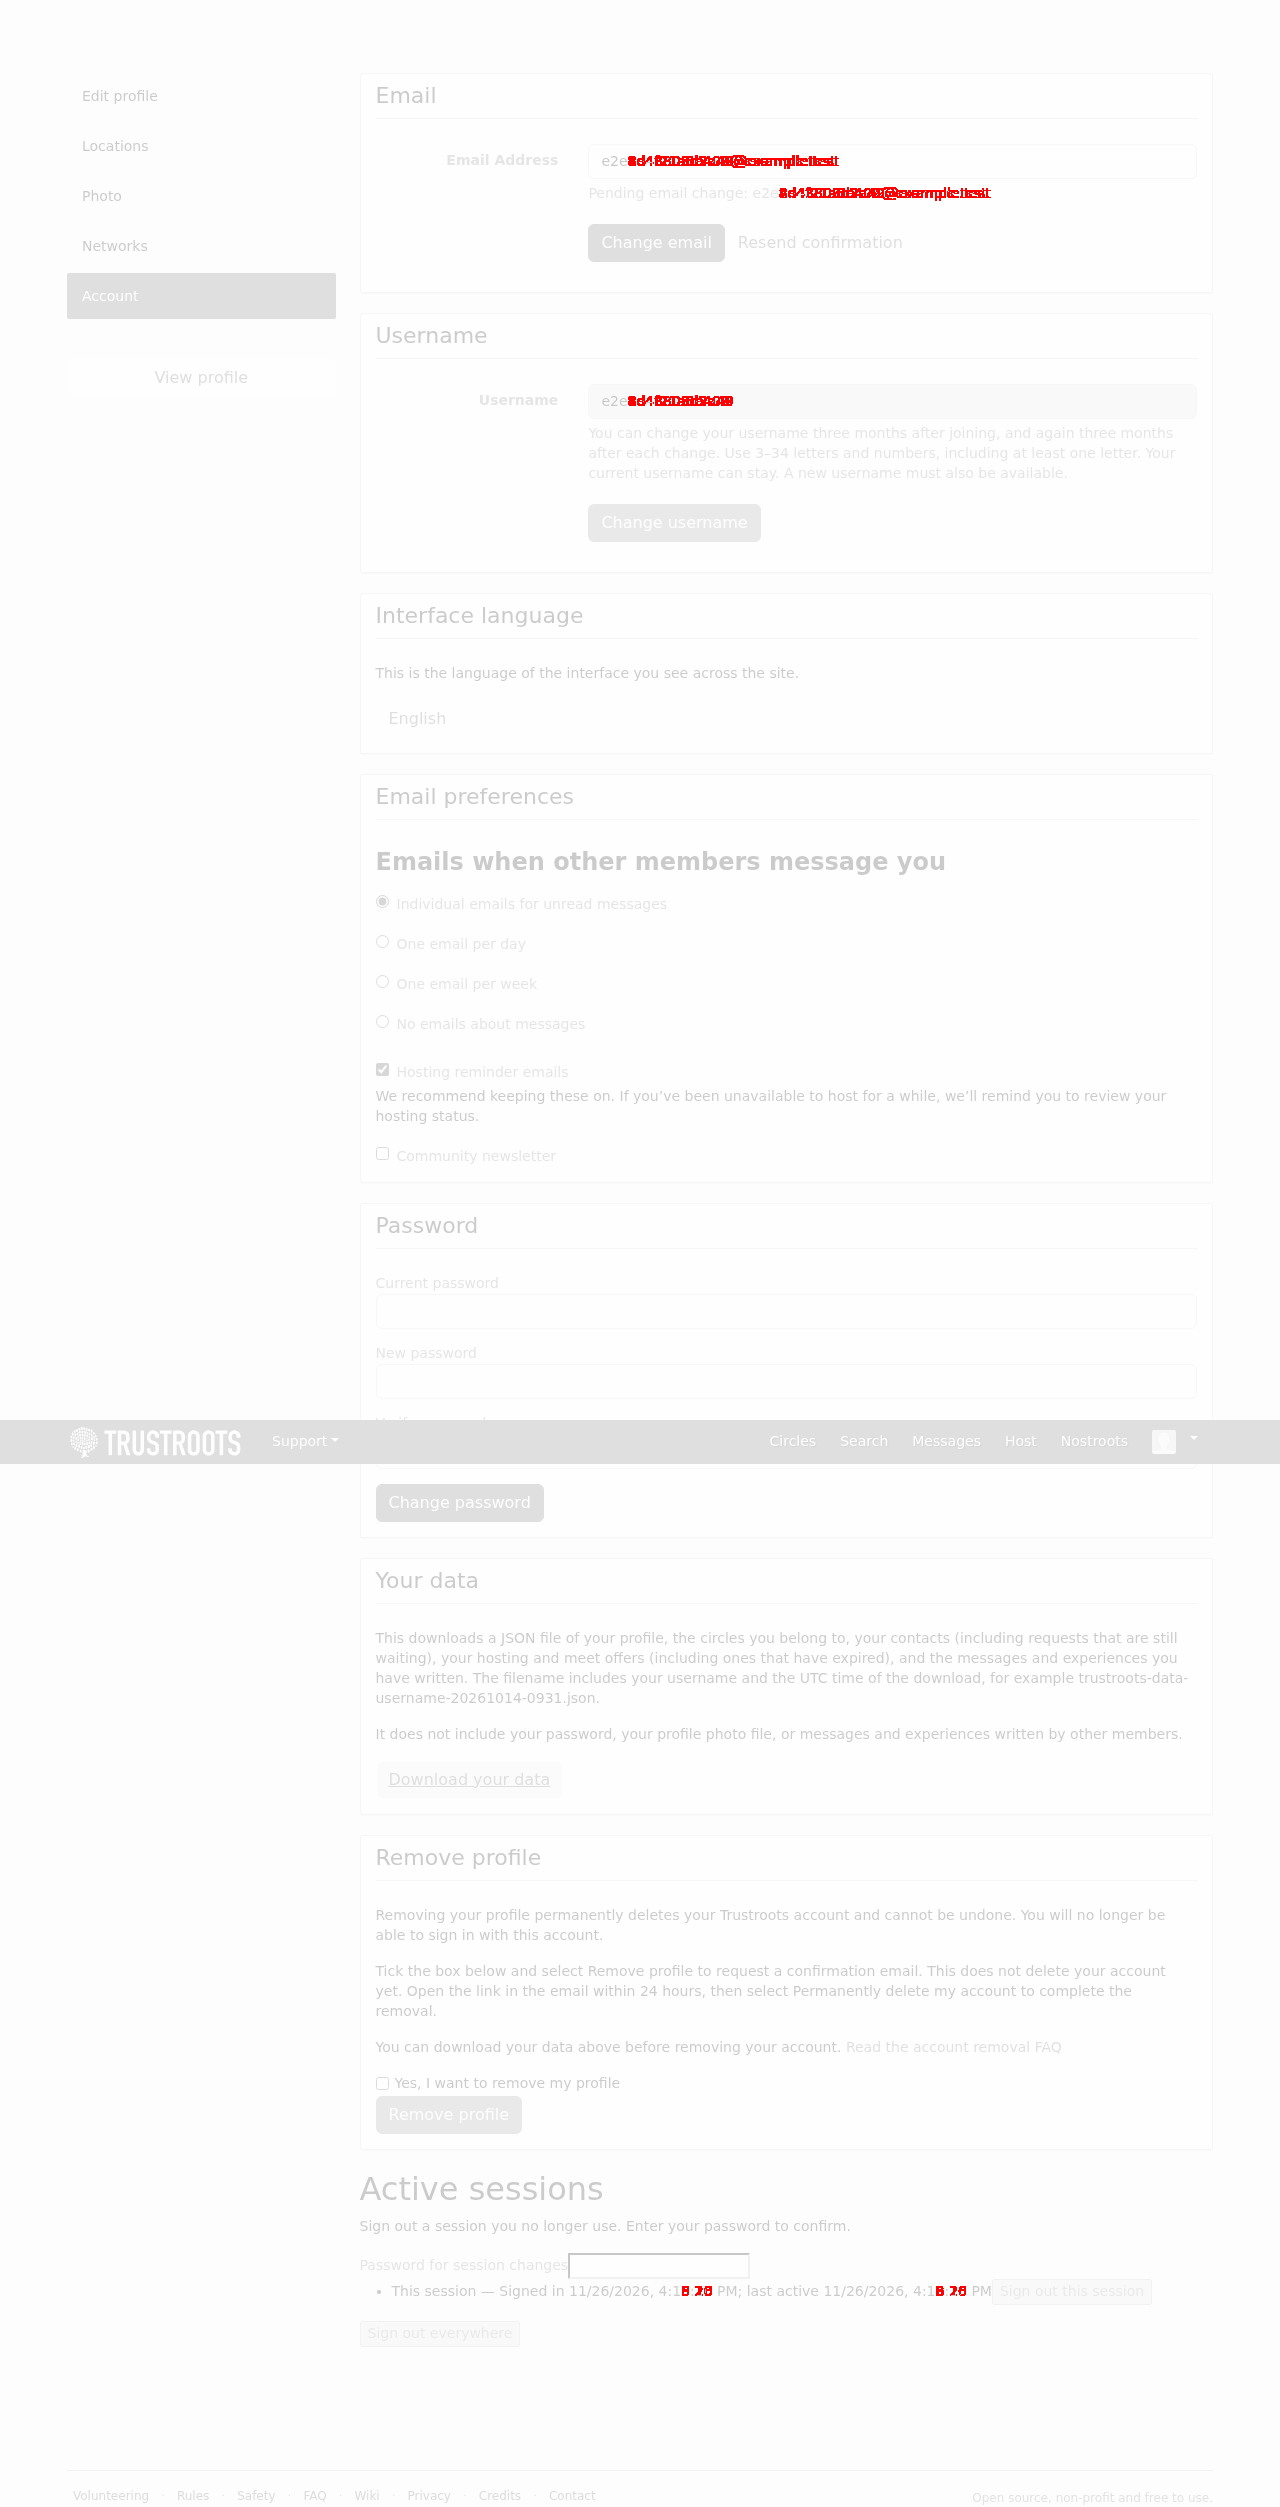 Edit profile
Locations
Photo
Networks
Account
View profile
Email
Email Address
Pending email change:
Change email
Resend confirmation
Username
Username
You can change your username three months after joining, and again three months
after each change. Use 3–34 letters and numbers, including at least one letter. Your
current username can stay. A new username must also be available.
Change username
Interface language
This is the language of the interface you see across the site.
English
Email preferences
Emails when other members message you
Individual emails for unread messages
One email per day
One email per week
No emails about messages
Hosting reminder emails
We recommend keeping these on. If you’ve been unavailable to host for a while, we’ll remind you to review your
hosting status.
Community newsletter
Password
Current password
New password
TRUSTROOTS
Support
Circles
Search
Messages
Host
Nostroots
Change password
Your data
This downloads a JSON file of your profile, the circles you belong to, your contacts (including requests that are still
waiting), your hosting and meet offers (including ones that have expired), and the messages and experiences you
have written. The filename includes your username and the UTC time of the download, for example trustroots-data-
username-20261014-0931.json.
It does not include your password, your profile photo file, or messages and experiences written by other members.
Download your data
Remove profile
Removing your profile permanently deletes your Trustroots account and cannot be undone. You will no longer be
able to sign in with this account.
Tick the box below and select Remove profile to request a confirmation email. This does not delete your account
yet. Open the link in the email within 24 hours, then select Permanently delete my account to complete the
removal.
You can download your data above before removing your account. Read the account removal FAQ
Yes, I want to remove my profile
Remove profile
Active sessions
Sign out a session you no longer use. Enter your password to confirm.
Password for session changes
• This session — Signed in 11/26/2026, PM; last active 11/26/2026, PM Sign out this session
Sign out everywhere
Volunteering · Rules · Safety · FAQ · Wiki · Privacy · Credits · Contact
Open source, non-profit and free to use.